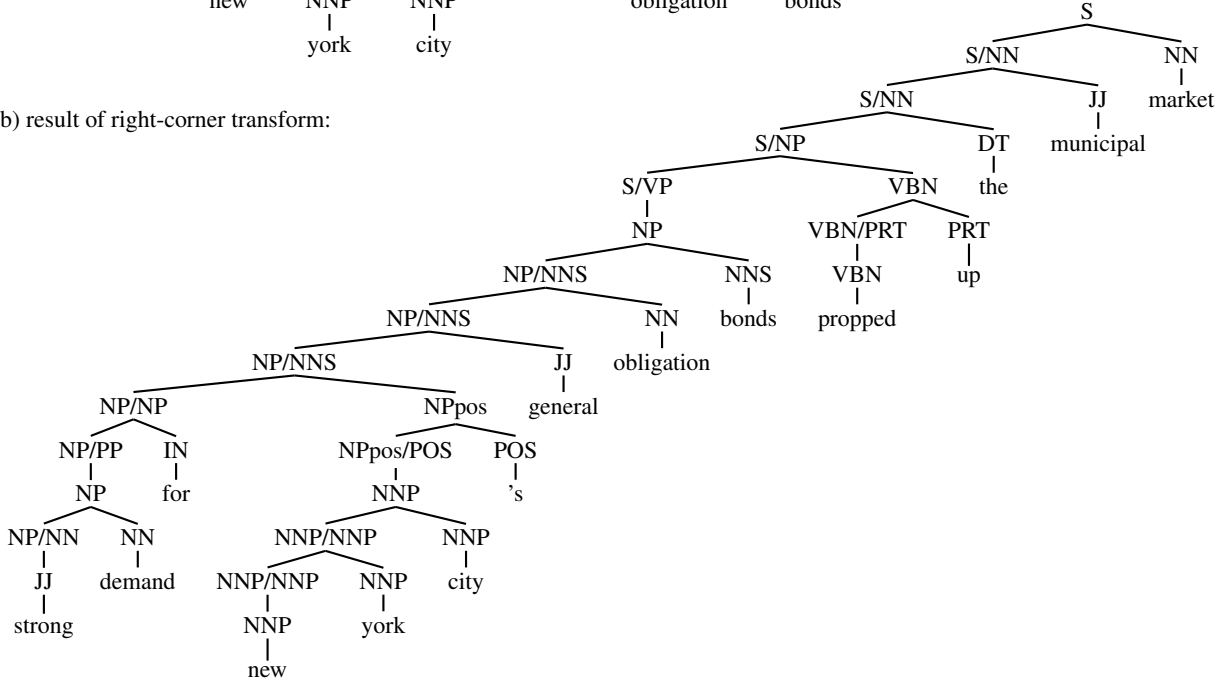 new NNP NNP obligation bonds
york city
S
S/NN NN
S/NN JJ market
b) result of right-corner transform:
S/NP DT municipal
S/VP VBN the
NP VBN/PRT PRT
NP/NNS NNS VBN up
NP/NNS NN bonds propped
NP/NNS JJ obligation
NP/NP NPpos general
NP/PP IN NPpos/POS POS
NP for NNP 's
NP/NN NN NNP/NNP NNP
JJ demand NNP/NNP NNP city
strong NNP york
new